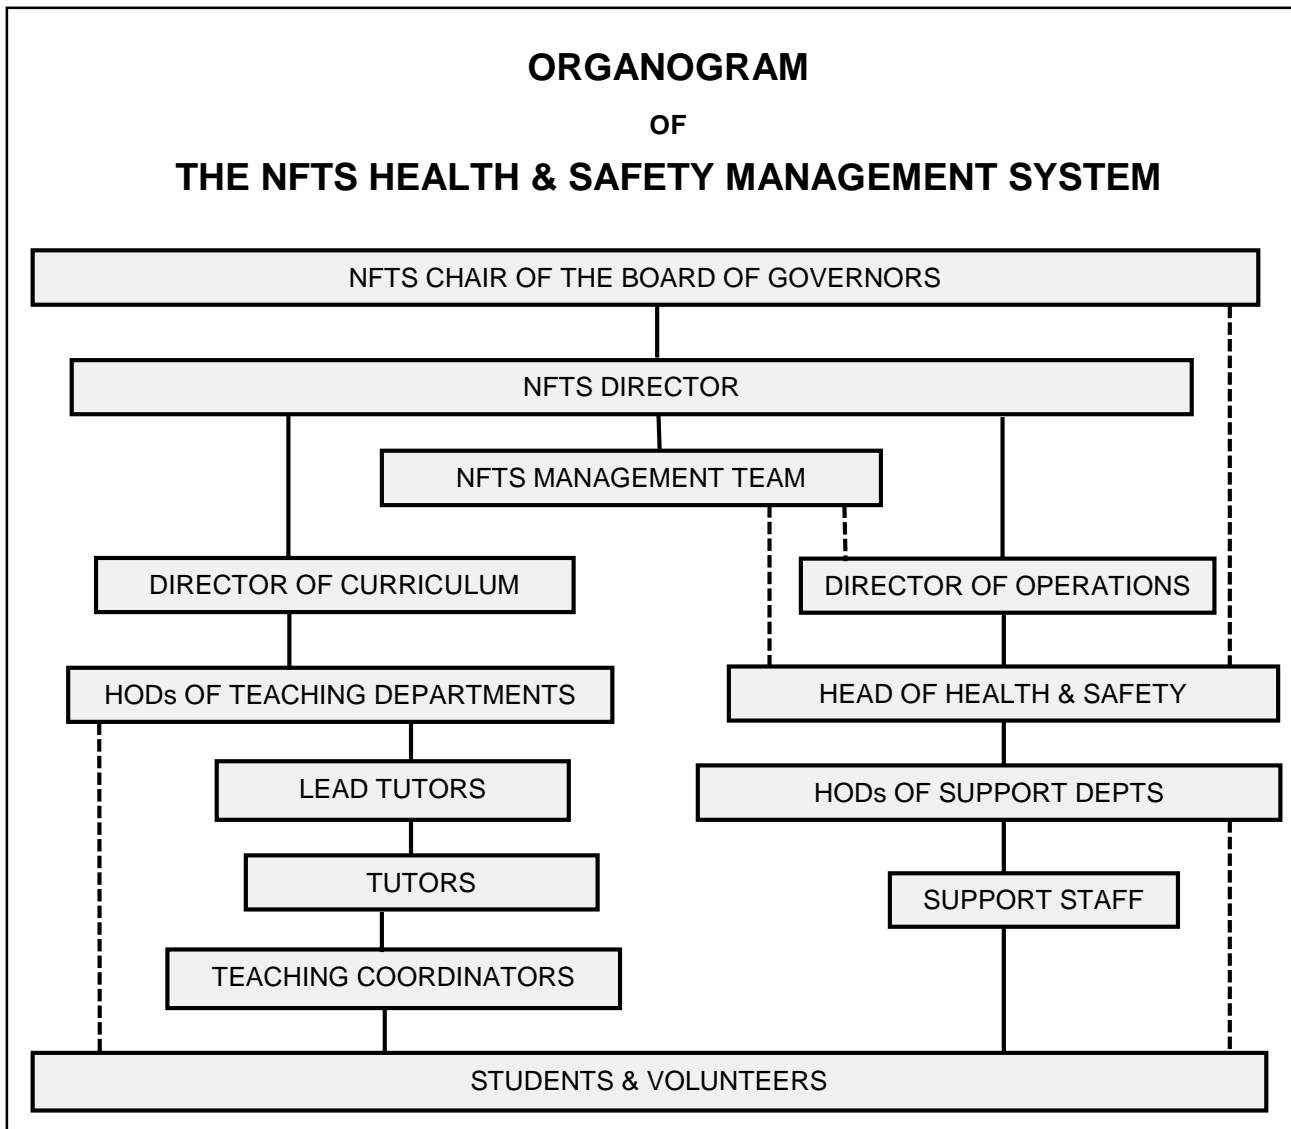 ORGANOGRAM
OF
THE NFTS HEALTH & SAFETY MANAGEMENT SYSTEM
NFTS CHAIR OF THE BOARD OF GOVERNORS
NFTS DIRECTOR
NFTS MANAGEMENT TEAM
DIRECTOR OF CURRICULUM
DIRECTOR OF OPERATIONS
HODs OF TEACHING DEPARTMENTS
HEAD OF HEALTH & SAFETY
LEAD TUTORS
HODs OF SUPPORT DEPTS
TUTORS
SUPPORT STAFF
TEACHING COORDINATORS
STUDENTS & VOLUNTEERS